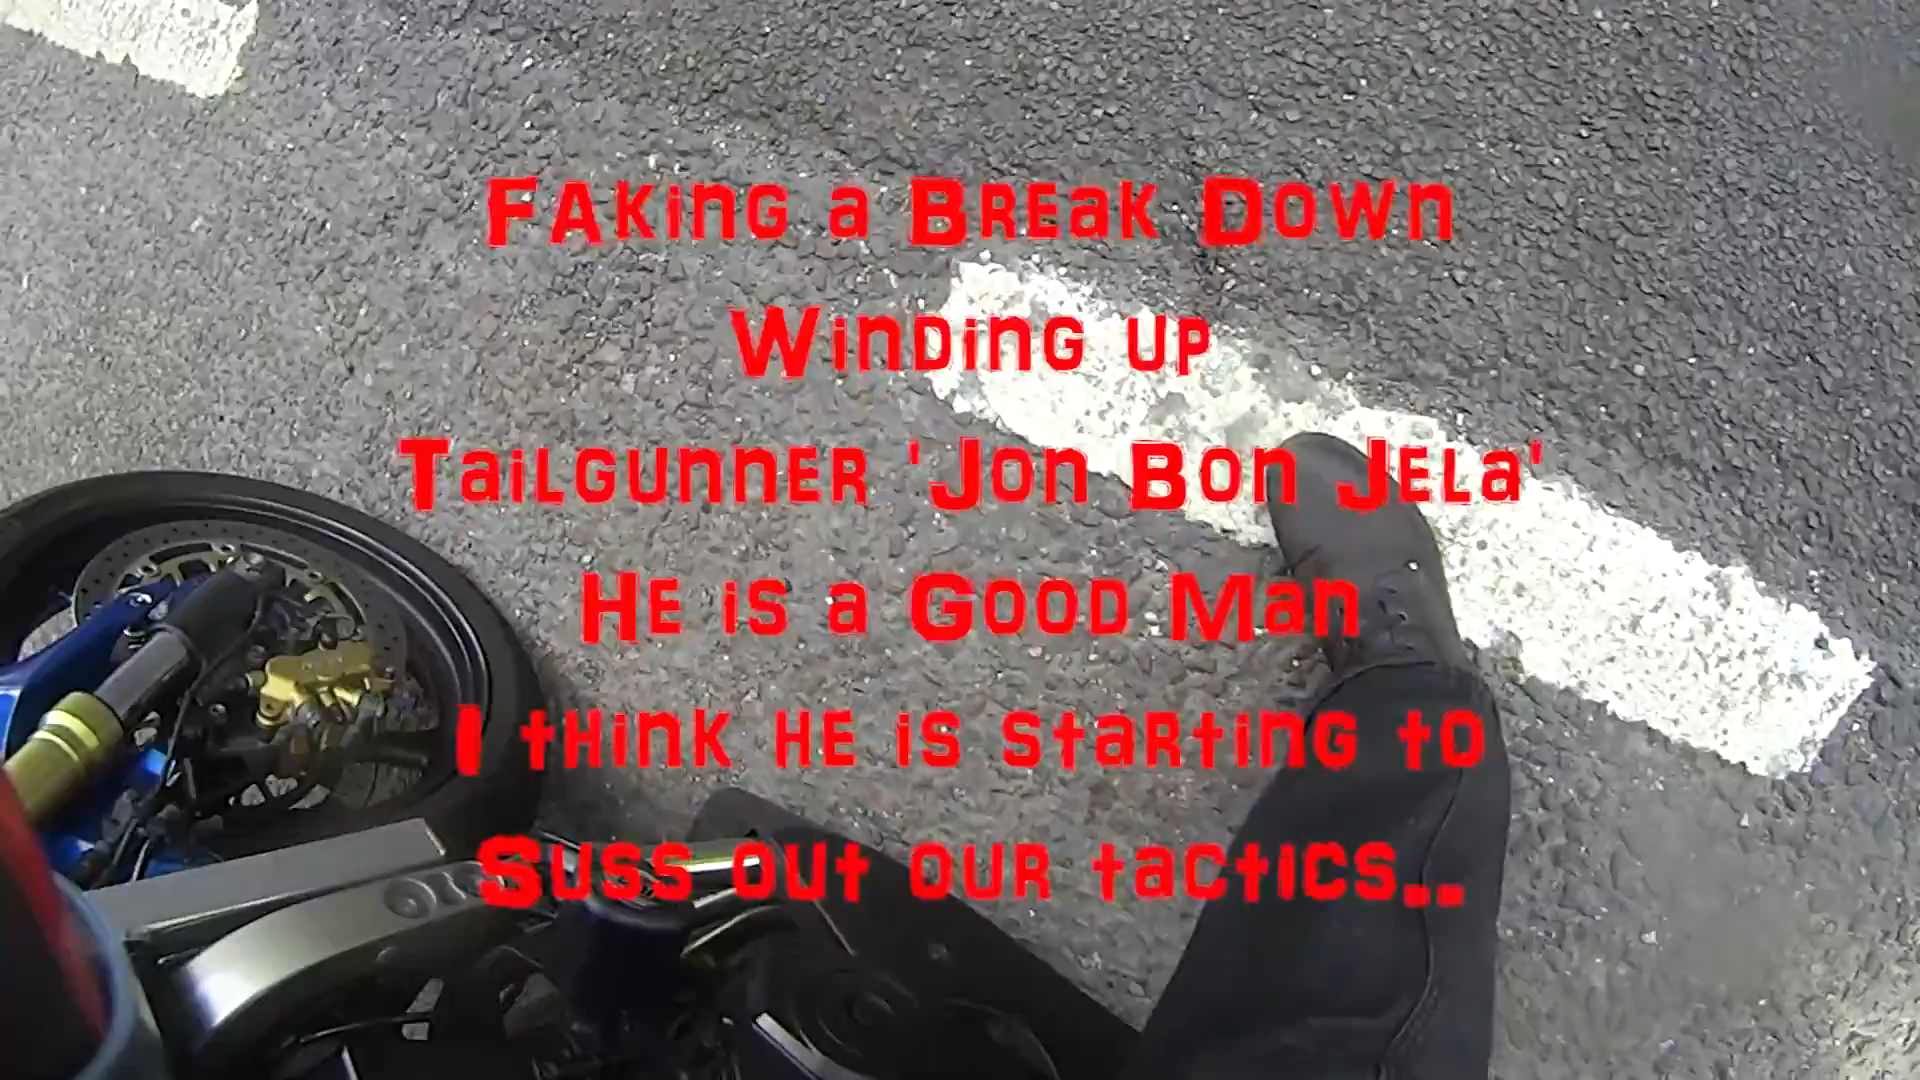 Faking a Break Down
Winding up
Tailgunner 'Jon Bon Jela'
He is a Good Man
I think he is starting to
Suss out our tactics..